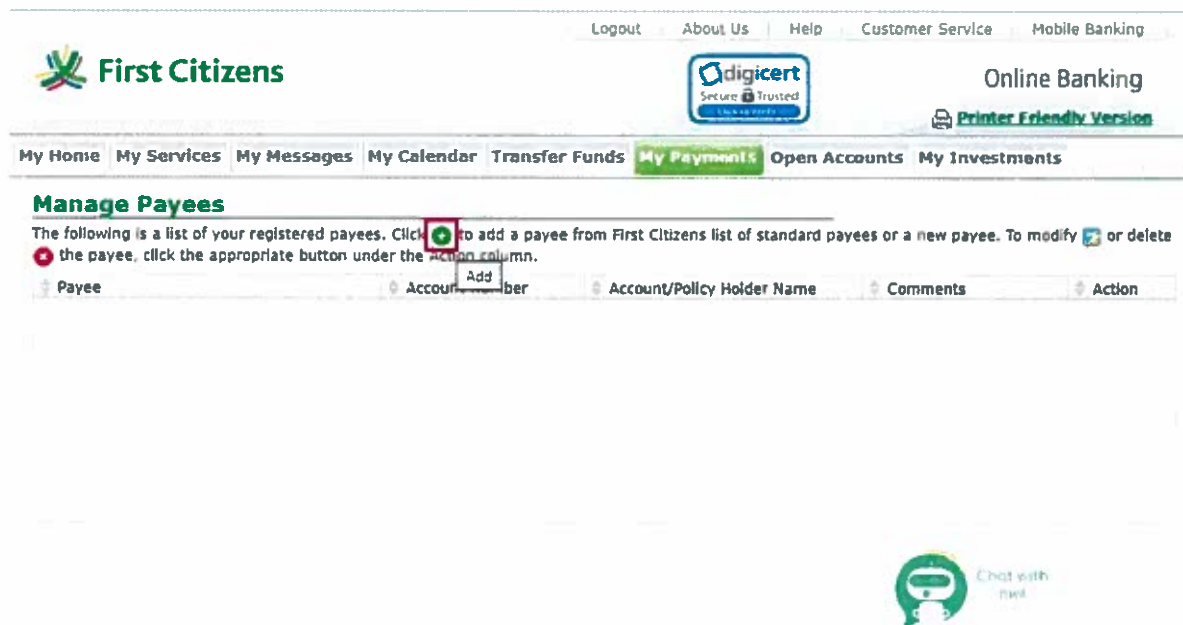 Logout About Us Help Customer Service Mobile Banking
First Citizens
digicert
Secure Trusted
Online Banking
Printer Friendly Version
My Home My Services My Messages My Calendar Transfer Funds My Payments Open Accounts My Investments
Manage Payees
The following is a list of your registered payees. Click to add a payee from First Citizens list of standard payees or a new payee. To modify or delete
the payee, click the appropriate button under the Action column.
Add
Payee Account Number Account/Policy Holder Name Comments Action
Chat with